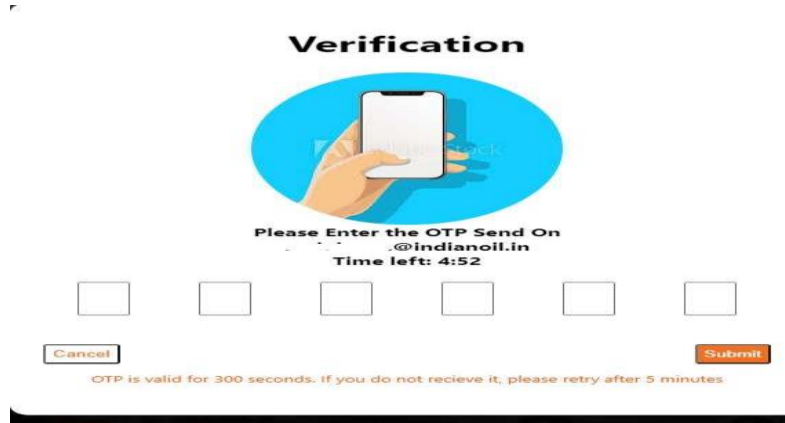 Verification
Please Enter the OTP Send On
@indianoil.in
Time left: 4:52
Cancel
Submit
OTP is valid for 300 seconds. If you do not recieve it, please retry after 5 minutes